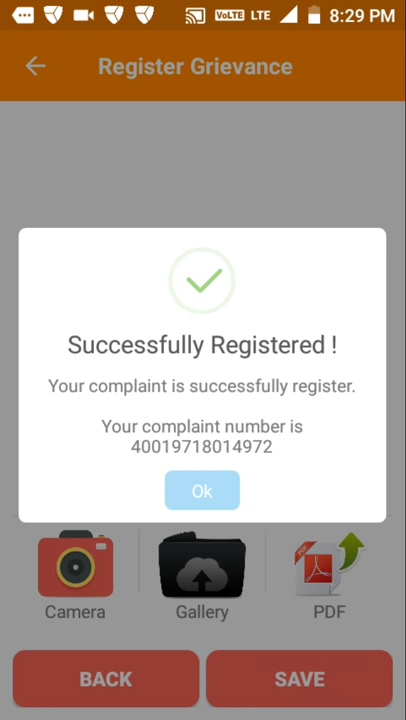 VoLTE LTE 8:29 PM
Register Grievance
Successfully Registered !
Your complaint is successfully register.
Your complaint number is
40019718014972
Ok
PDF
Camera Gallery PDF
BACK SAVE